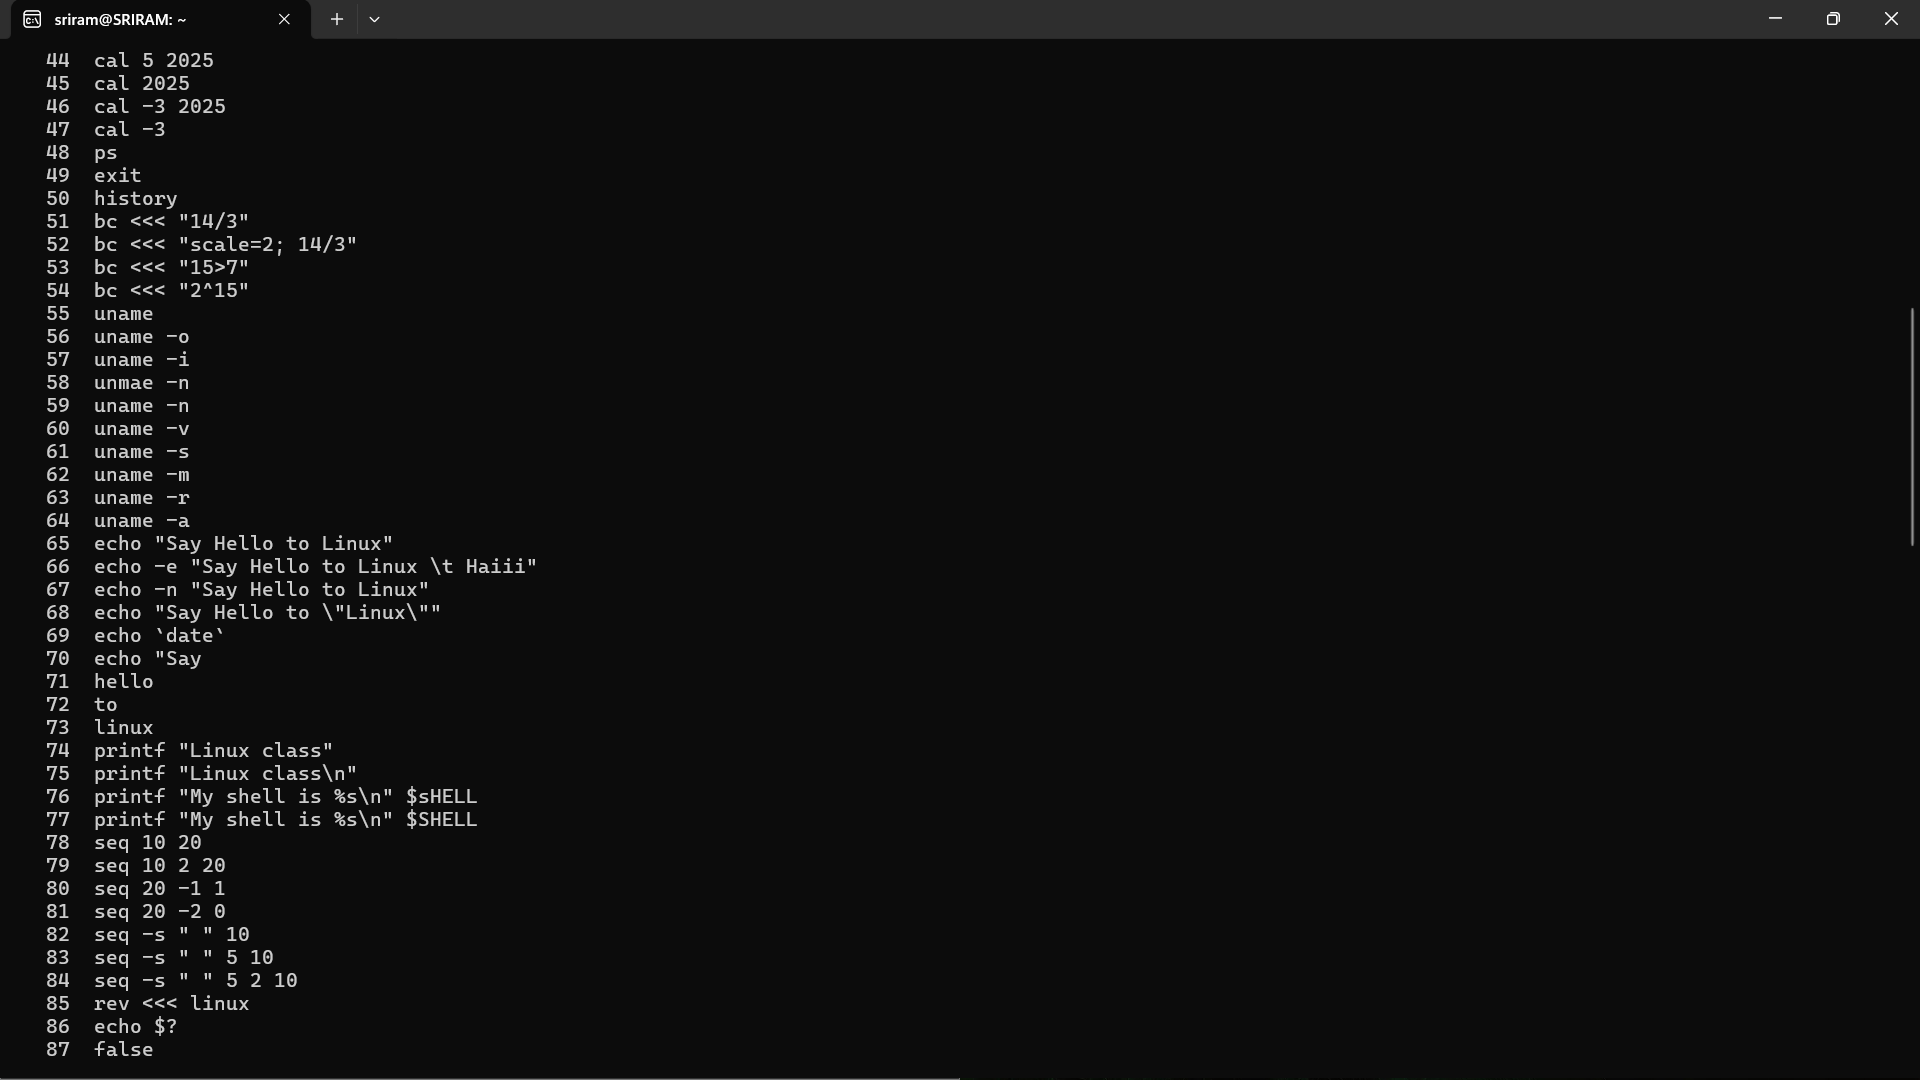 sriram@SRIRAM: ~
44 cal 5 2025
45 cal 2025
46 cal -3 2025
47 cal -3
48 ps
49 exit
50 history
51 bc <<< "14/3"
52 bc <<< "scale=2; 14/3"
53 bc <<< "15>7"
54 bc <<< "2^15"
55 uname
56 uname -o
57 uname -i
58 unmae -n
59 uname -n
60 uname -v
61 uname -s
62 uname -m
63 uname -r
64 uname -a
65 echo "Say Hello to Linux"
66 echo -e "Say Hello to Linux \t Haiii"
67 echo -n "Say Hello to Linux"
68 echo "Say Hello to \"Linux\""
69 echo `date`
70 echo "Say
71 hello
72 to
73 linux
74 printf "Linux class"
75 printf "Linux class\n"
76 printf "My shell is %s\n" $sHELL
77 printf "My shell is %s\n" $SHELL
78 seq 10 20
79 seq 10 2 20
80 seq 20 -1 1
81 seq 20 -2 0
82 seq -s " " 10
83 seq -s " " 5 10
84 seq -s " " 5 2 10
85 rev <<< linux
86 echo $?
87 false